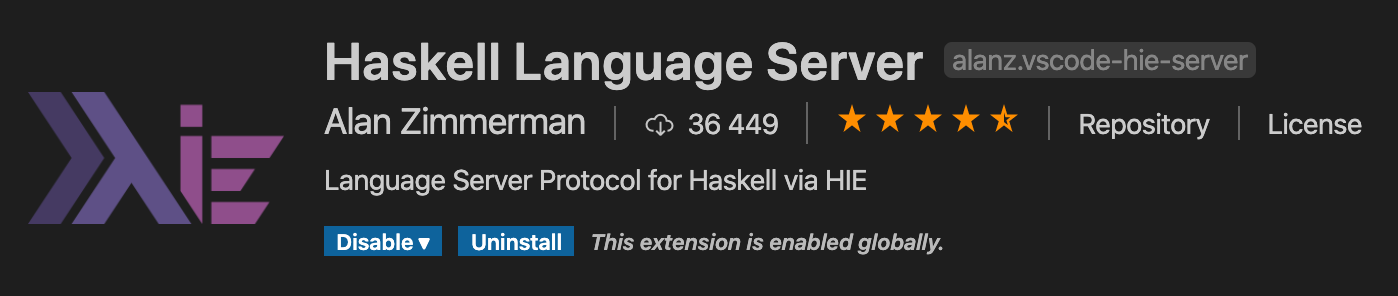 Haskell Language Server alanz.vscode-hie-server
Alan Zimmerman | 36 449 | Repository | License
Language Server Protocol for Haskell via HIE
Disable ▾ Uninstall This extension is enabled globally.
iE